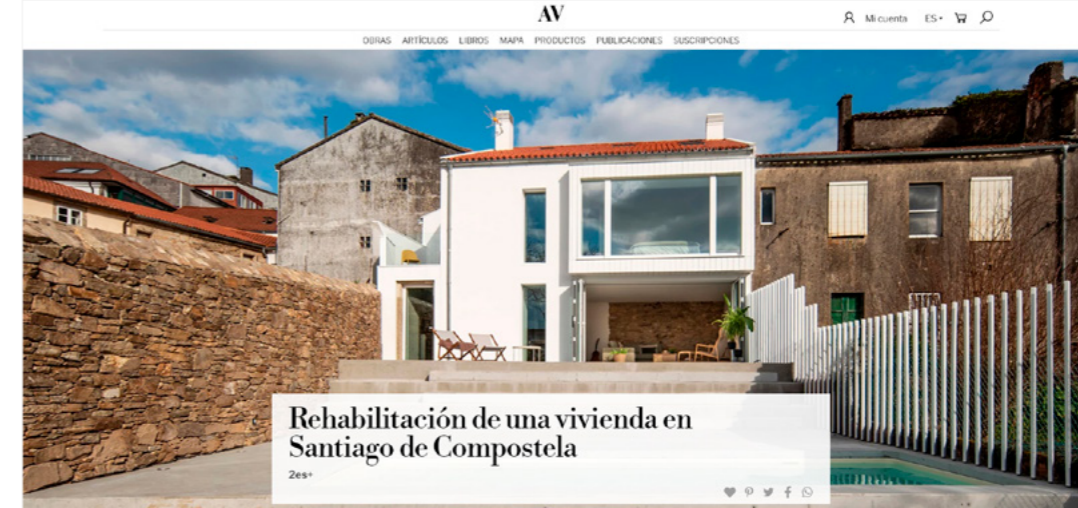 AV
Mi cuenta ES
OBRAS ARTÍCULOS LIBROS MAPA PRODUCTOS PUBLICACIONES SUSCRIPCIONES
Rehabilitación de una vivienda en
Santiago de Compostela
2es+